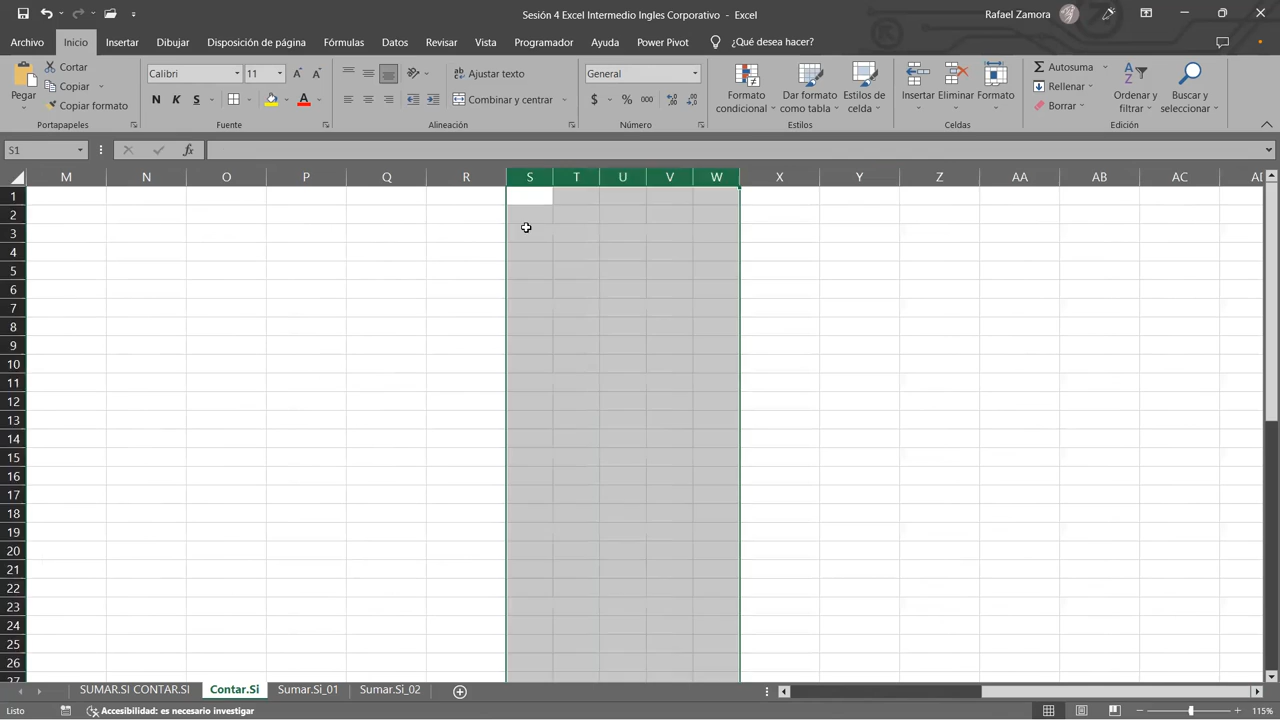 Sesión 4 Excel Intermedio Ingles Corporativo - Excel
Rafael Zamora
Archivo Inicio Insertar Dibujar Disposición de página Fórmulas Datos Revisar Vista Programador Ayuda Power Pivot ¿Qué desea hacer?
Pegar
Cortar
Copiar
Copiar formato
Portapapeles
Calibri 11
N K S
Fuente
Ajustar texto
Combinar y centrar
Alineación
General
$ % 000
Número
Formato condicional
Dar formato como tabla
Estilos de celda
Estilos
Insertar Eliminar Formato
Celdas
Autosuma
Rellenar
Borrar
Ordenar y filtrar
Buscar y seleccionar
Edición
S1 fx
M N O P Q R S T U V W X Y Z AA AB AC AD
1
2
3
4
5
6
7
8
9
10
11
12
13
14
15
16
17
18
19
20
21
22
23
24
25
26
27
SUMAR.SI CONTAR.SI Contar.Si Sumar.Si_01 Sumar.Si_02
Listo Accesibilidad: es necesario investigar 115%